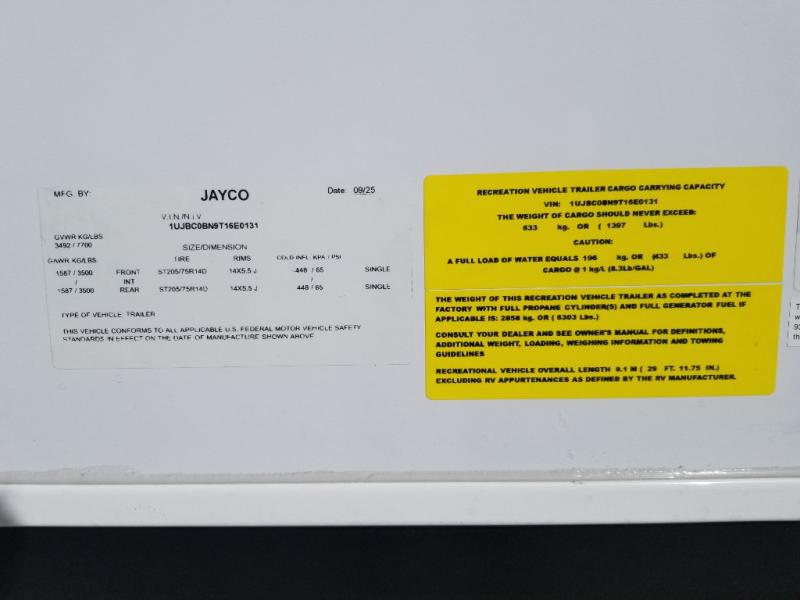 MFG. BY: JAYCO Date: 09/25
V.I.N./N.I.V
1UJBC0BN9T16E0131
GVWR KG/LBS.
3492 / 7700
SIZE/DIMENSION
GAWR KG/LBS. TIRE RIMS COLD INFL. KPA / PSI
1587 / 3500 FRONT ST205/75R14D 14X5.5 J 448 / 65 SINGLE
/ INT /
1587 / 3500 REAR ST205/75R14D 14X5.5 J 448 / 65 SINGLE
TYPE OF VEHICLE: TRAILER
THIS VEHICLE CONFORMS TO ALL APPLICABLE U.S. FEDERAL MOTOR VEHICLE SAFETY
STANDARDS IN EFFECT ON THE DATE OF MANUFACTURE SHOWN ABOVE.
RECREATION VEHICLE TRAILER CARGO CARRYING CAPACITY
VIN: 1UJBC0BN9T16E0131
THE WEIGHT OF CARGO SHOULD NEVER EXCEED:
633 kg. OR ( 1397 Lbs.)
CAUTION:
A FULL LOAD OF WATER EQUALS 196 kg. OR (433 Lbs.) OF
CARGO @ 1 kg/L (8.3Lb/GAL)
THE WEIGHT OF THIS RECREATION VEHICLE TRAILER AS COMPLETED AT THE
FACTORY WITH FULL PROPANE CYLINDER(S) AND FULL GENERATOR FUEL IF
APPLICABLE IS: 2858 kg. OR ( 6303 Lbs.)
CONSULT YOUR DEALER AND SEE OWNER'S MANUAL FOR DEFINITIONS,
ADDITIONAL WEIGHT, LOADING, WEIGHING INFORMATION AND TOWING
GUIDELINES
RECREATIONAL VEHICLE OVERALL LENGTH 9.1 M ( 29 FT. 11.75 IN.)
EXCLUDING RV APPURTENANCES AS DEFINED BY THE RV MANUFACTURER.